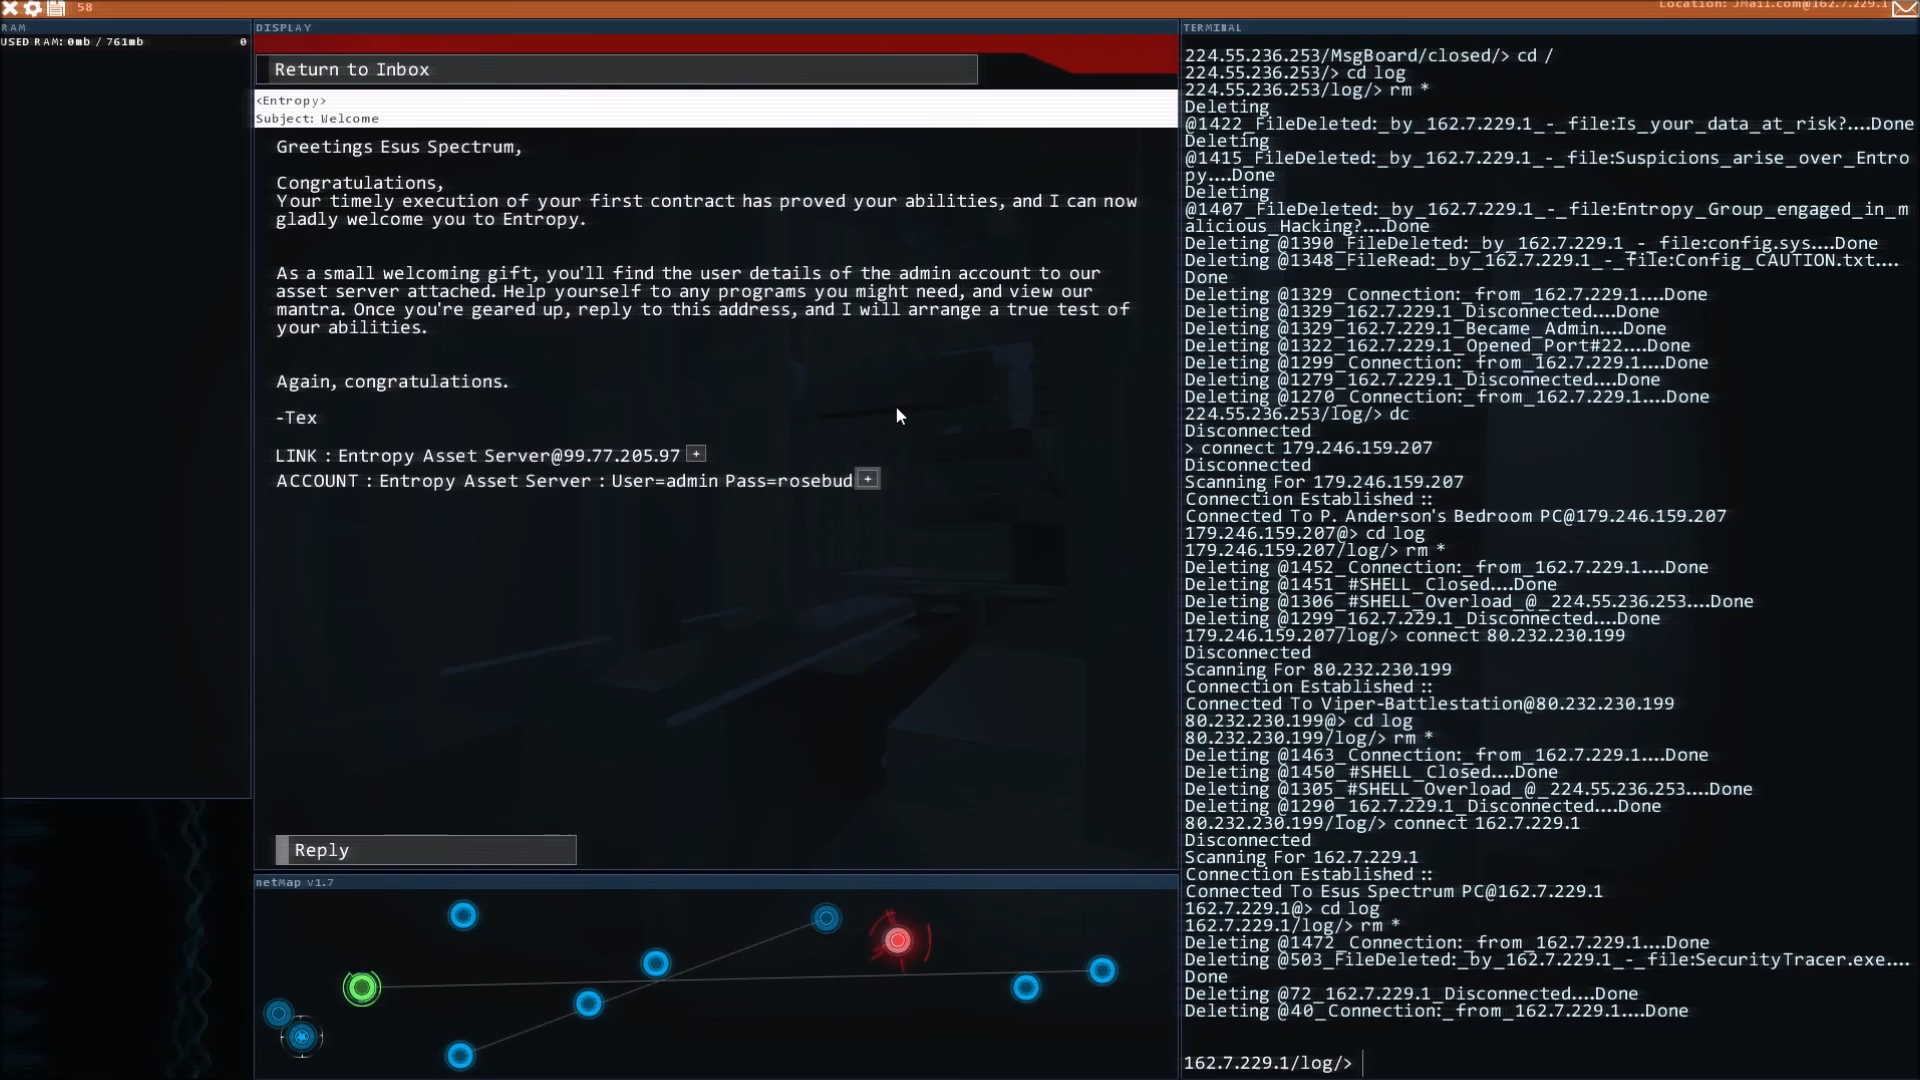 58
Location: JMail.com@162.7.229.1
RAM
USED RAM: 0mb / 761mb
0
DISPLAY
Return to Inbox
<Entropy>
Subject: Welcome
Greetings Esus Spectrum,
Congratulations,
Your timely execution of your first contract has proved your abilities, and I can now
gladly welcome you to Entropy.
As a small welcoming gift, you'll find the user details of the admin account to our
asset server attached. Help yourself to any programs you might need, and view our
mantra. Once you're geared up, reply to this address, and I will arrange a true test of
your abilities.
Again, congratulations.
-Tex
LINK : Entropy Asset Server@99.77.205.97 +
ACCOUNT : Entropy Asset Server : User=admin Pass=rosebud +
Reply
netMap v1.7
TERMINAL
224.55.236.253/MsgBoard/closed/> cd /
224.55.236.253/> cd log
224.55.236.253/log/> rm *
Deleting
@1422_FileDeleted:_by_162.7.229.1_-_file:Is_your_data_at_risk?....Done
Deleting
@1415_FileDeleted:_by_162.7.229.1_-_file:Suspicions_arise_over_Entro
py....Done
Deleting
@1407_FileDeleted:_by_162.7.229.1_-_file:Entropy_Group_engaged_in_m
alicious_Hacking?....Done
Deleting @1390_FileDeleted:_by_162.7.229.1_-_file:config.sys....Done
Deleting @1348_FileRead:_by_162.7.229.1_-_file:Config_CAUTION.txt....
Done
Deleting @1329_Connection:_from_162.7.229.1....Done
Deleting @1329_162.7.229.1_Disconnected....Done
Deleting @1329_162.7.229.1_Became_Admin....Done
Deleting @1322_162.7.229.1_Opened_Port#22....Done
Deleting @1299_Connection:_from_162.7.229.1....Done
Deleting @1279_162.7.229.1_Disconnected....Done
Deleting @1270_Connection:_from_162.7.229.1....Done
224.55.236.253/log/> dc
Disconnected
> connect 179.246.159.207
Disconnected
Scanning For 179.246.159.207
Connection Established ::
Connected To P. Anderson's Bedroom PC@179.246.159.207
179.246.159.207@> cd log
179.246.159.207/log/> rm *
Deleting @1452_Connection:_from_162.7.229.1....Done
Deleting @1451_#SHELL_Closed....Done
Deleting @1306_#SHELL_Overload_@_224.55.236.253....Done
Deleting @1299_162.7.229.1_Disconnected....Done
179.246.159.207/log/> connect 80.232.230.199
Disconnected
Scanning For 80.232.230.199
Connection Established ::
Connected To Viper-Battlestation@80.232.230.199
80.232.230.199@> cd log
80.232.230.199/log/> rm *
Deleting @1463_Connection:_from_162.7.229.1....Done
Deleting @1450_#SHELL_Closed....Done
Deleting @1305_#SHELL_Overload_@_224.55.236.253....Done
Deleting @1290_162.7.229.1_Disconnected....Done
80.232.230.199/log/> connect 162.7.229.1
Disconnected
Scanning For 162.7.229.1
Connection Established ::
Connected To Esus Spectrum PC@162.7.229.1
162.7.229.1@> cd log
162.7.229.1/log/> rm *
Deleting @1472_Connection:_from_162.7.229.1....Done
Deleting @503_FileDeleted:_by_162.7.229.1_-_file:SecurityTracer.exe....
Done
Deleting @72_162.7.229.1_Disconnected....Done
Deleting @40_Connection:_from_162.7.229.1....Done
162.7.229.1/log/>